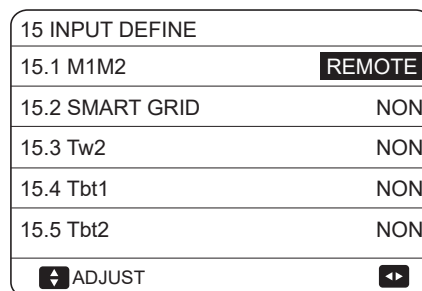 15 INPUT DEFINE
15.1 M1M2 REMOTE
15.2 SMART GRID NON
15.3 Tw2 NON
15.4 Tbt1 NON
15.5 Tbt2 NON
ADJUST